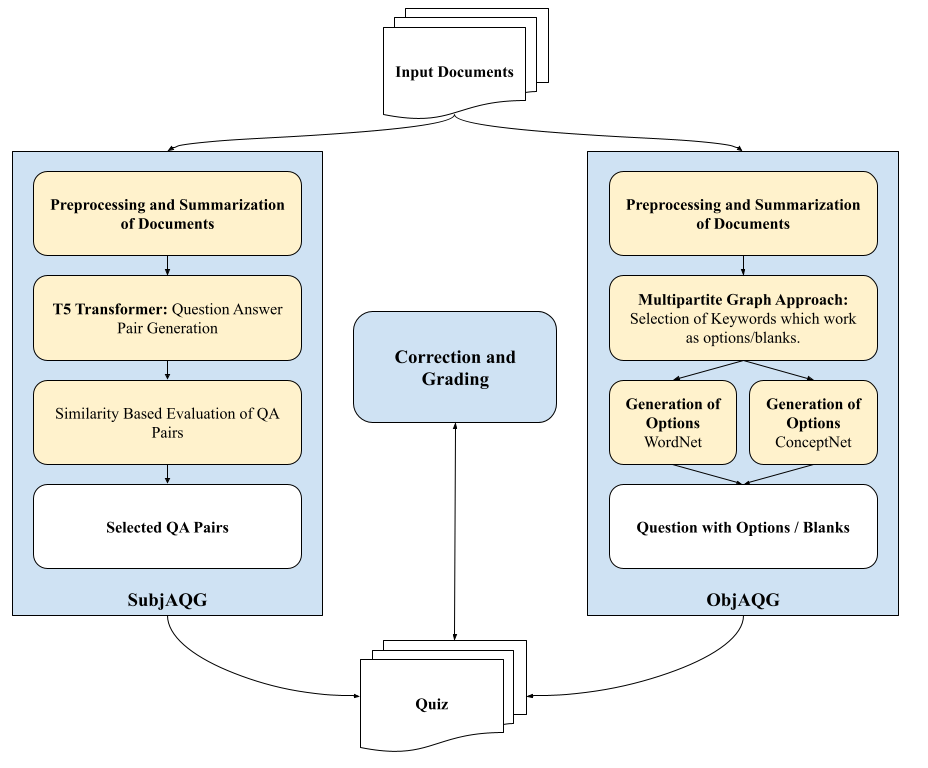 Input Documents
Preprocessing and Summarization
of Documents
T5 Transformer: Question Answer
Pair Generation
Similarity Based Evaluation of QA
Pairs
Selected QA Pairs
SubjAQG
Correction and
Grading
Preprocessing and Summarization
of Documents
Multipartite Graph Approach:
Selection of Keywords which work
as options/blanks.
Generation of
Options
WordNet
Generation of
Options
ConceptNet
Question with Options / Blanks
ObjAQG
Quiz